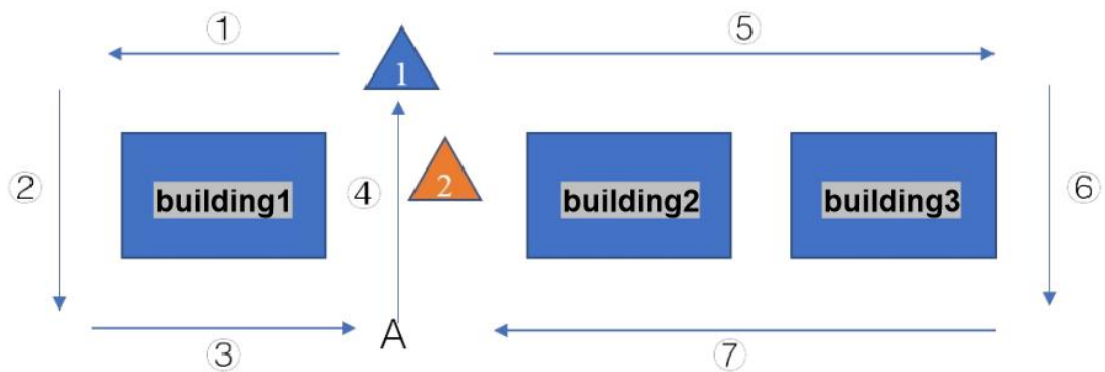 ① ⑤
1
② building1 ④ 2 building2 building3 ⑥
A
③ ⑦